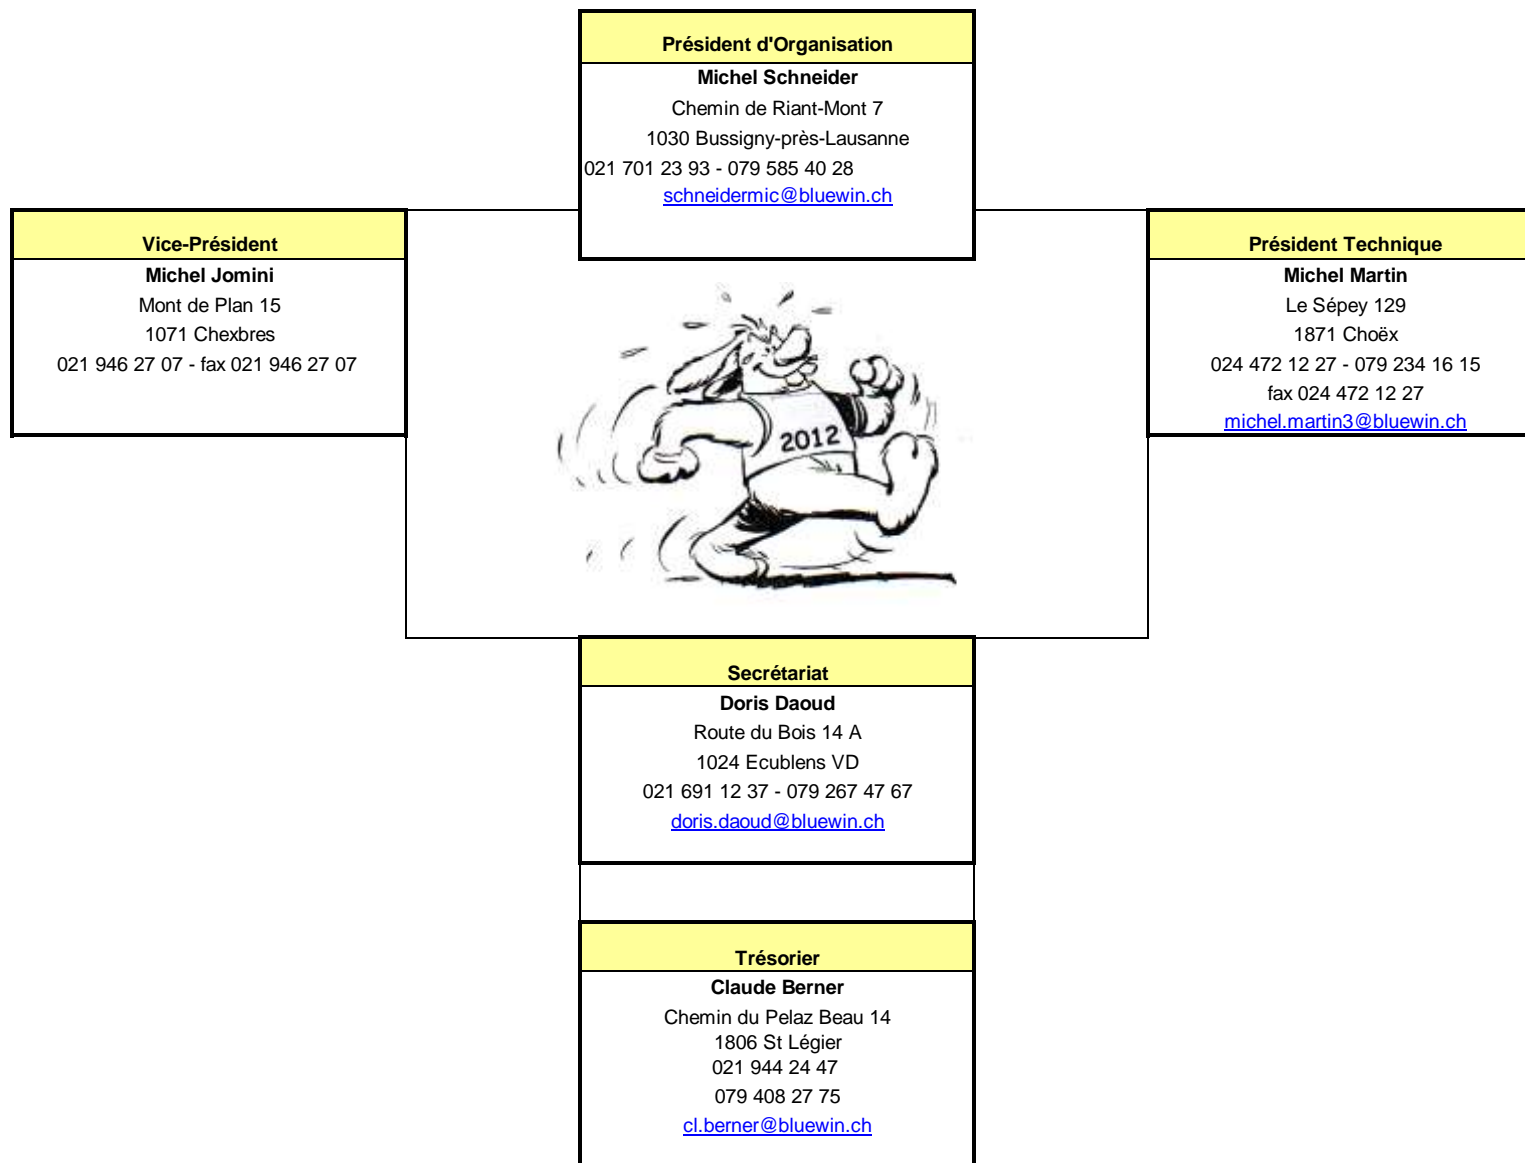 Président d'Organisation
Michel Schneider
Chemin de Riant-Mont 7
1030 Bussigny-près-Lausanne
021 701 23 93 - 079 585 40 28
schneidermic@bluewin.ch
Vice-Président
Michel Jomini
Mont de Plan 15
1071 Chexbres
021 946 27 07 - fax 021 946 27 07
Président Technique
Michel Martin
Le Sépey 129
1871 Choëx
024 472 12 27 - 079 234 16 15
fax 024 472 12 27
michel.martin3@bluewin.ch
2012
Secrétariat
Doris Daoud
Route du Bois 14 A
1024 Ecublens VD
021 691 12 37 - 079 267 47 67
doris.daoud@bluewin.ch
Trésorier
Claude Berner
Chemin du Pelaz Beau 14
1806 St Légier
021 944 24 47
079 408 27 75
cl.berner@bluewin.ch